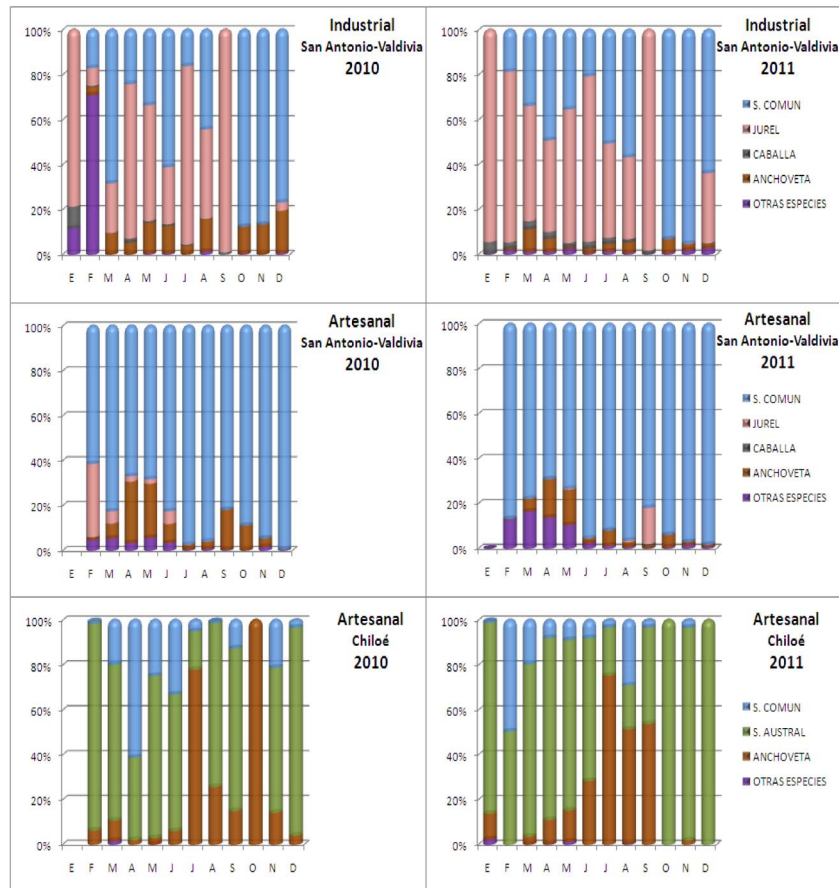 Industrial
San Antonio-Valdivia
2010
100%
80%
60%
40%
20%
0%
E F M A M J J A S O N D
Industrial
San Antonio-Valdivia
2011
100%
80%
60%
40%
20%
0%
E F M A M J J A S O N D
S. COMUN
JUREL
CABALLA
ANCHOVETA
OTRAS ESPECIES
Artesanal
San Antonio-Valdivia
2010
100%
80%
60%
40%
20%
0%
E F M A M J J A S O N D
Artesanal
San Antonio-Valdivia
2011
100%
80%
60%
40%
20%
0%
E F M A M J J A S O N D
S. COMUN
JUREL
CABALLA
ANCHOVETA
OTRAS ESPECIES
Artesanal
Chiloé
2010
100%
80%
60%
40%
20%
0%
E F M A M J J A S O N D
Artesanal
Chiloé
2011
100%
80%
60%
40%
20%
0%
E F M A M J J A S O N D
S. COMUN
S. AUSTRAL
ANCHOVETA
OTRAS ESPECIES